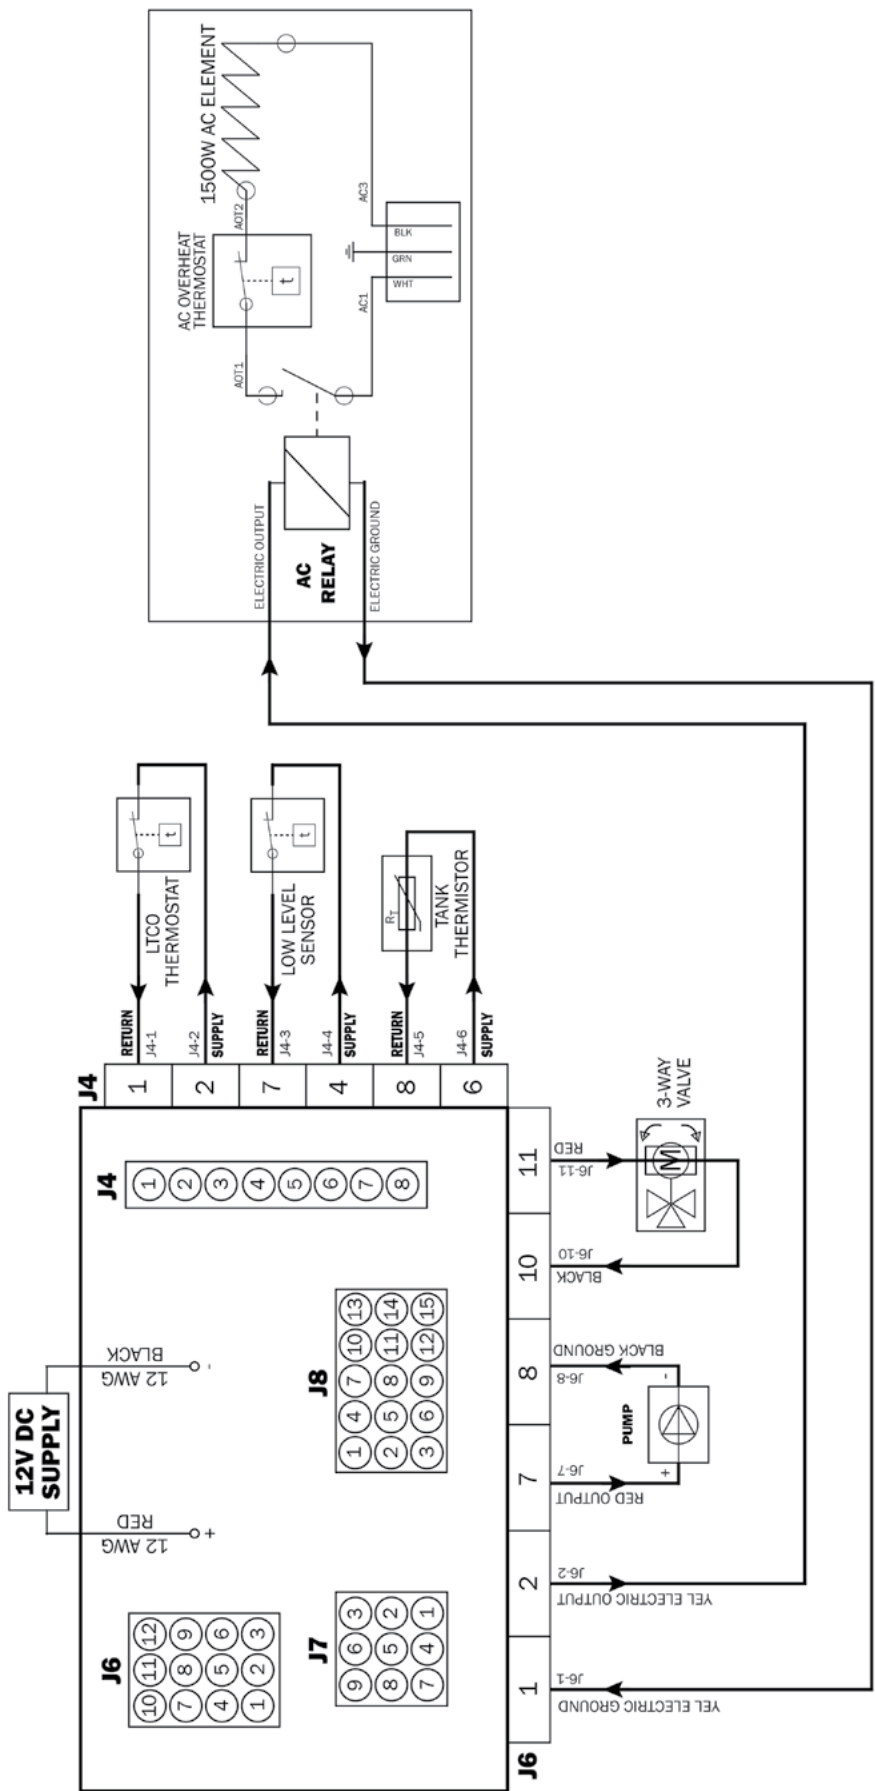 12V DC
SUPPLY
12 AWG
RED
+
12 AWG
BLACK
-
J6
10 11 12
7 8 9
4 5 6
1 2 3
J7
9 6 3
8 5 2
7 4 1
J8
1 4 7 10 13
2 5 8 11 14
3 6 9 12 15
J4
1
2
3
4
5
6
7
8
J4
1
2
7
4
8
6
RETURN
J4-1
J4-2
SUPPLY
LTCO
THERMOSTAT
t
RETURN
J4-3
J4-4
SUPPLY
LOW LEVEL
SENSOR
t
RETURN
J4-5
J4-6
SUPPLY
RT
TANK
THERMISTOR
J6
1
2
7
8
10
11
J6-1
YEL ELECTRIC GROUND
J6-2
YEL ELECTRIC OUTPUT
J6-7
RED OUTPUT
J6-8
BLACK GROUND
+
-
PUMP
J6-10
BLACK
J6-11
RED
M
3-WAY
VALVE
ELECTRIC OUTPUT
AC
RELAY
ELECTRIC GROUND
AOT1
AC OVERHEAT
THERMOSTAT
t
AOT2
1500W AC ELEMENT
AC1
AC3
WHT
GRN
BLK